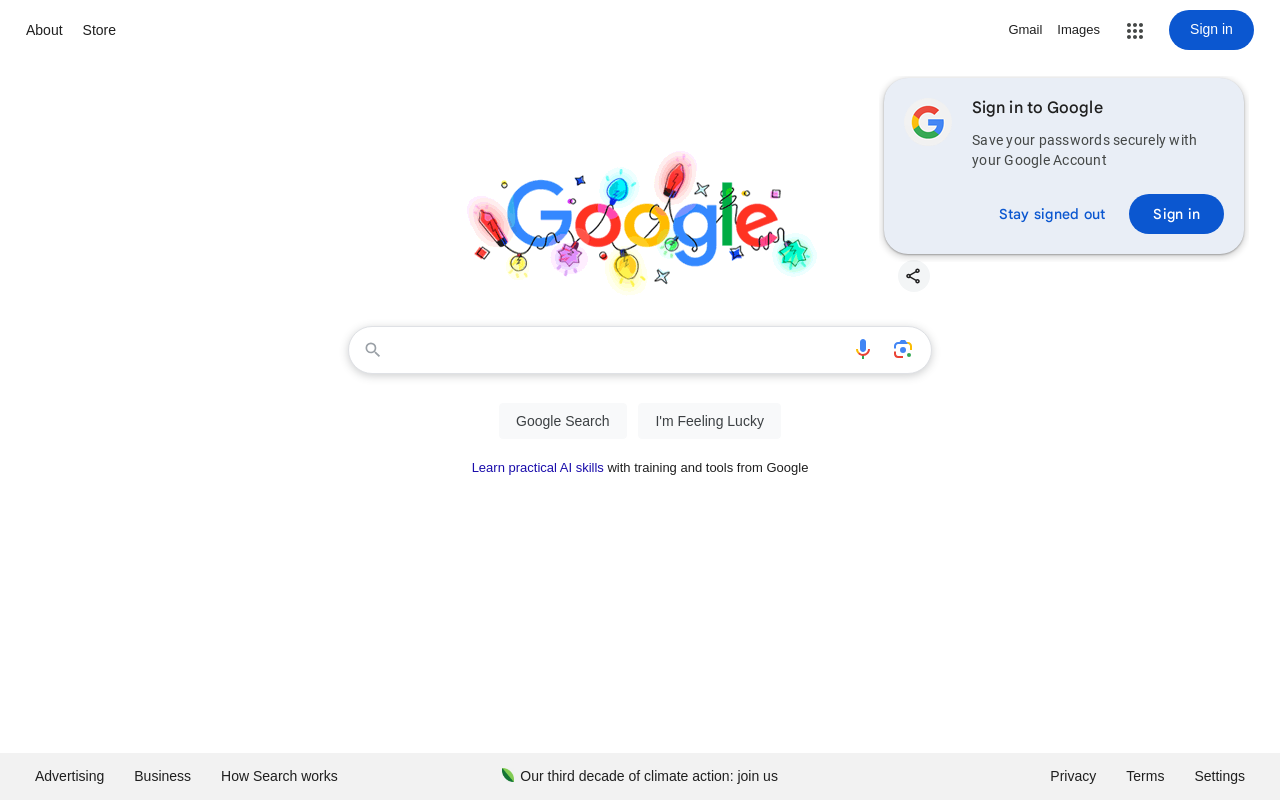 About Store
Gmail Images
Sign in
Sign in to Google
Save your passwords securely with
your Google Account
Stay signed out
Sign in
Google
Google Search
I'm Feeling Lucky
Learn practical AI skills with training and tools from Google
Our third decade of climate action: join us
Advertising Business How Search works
Privacy Terms Settings